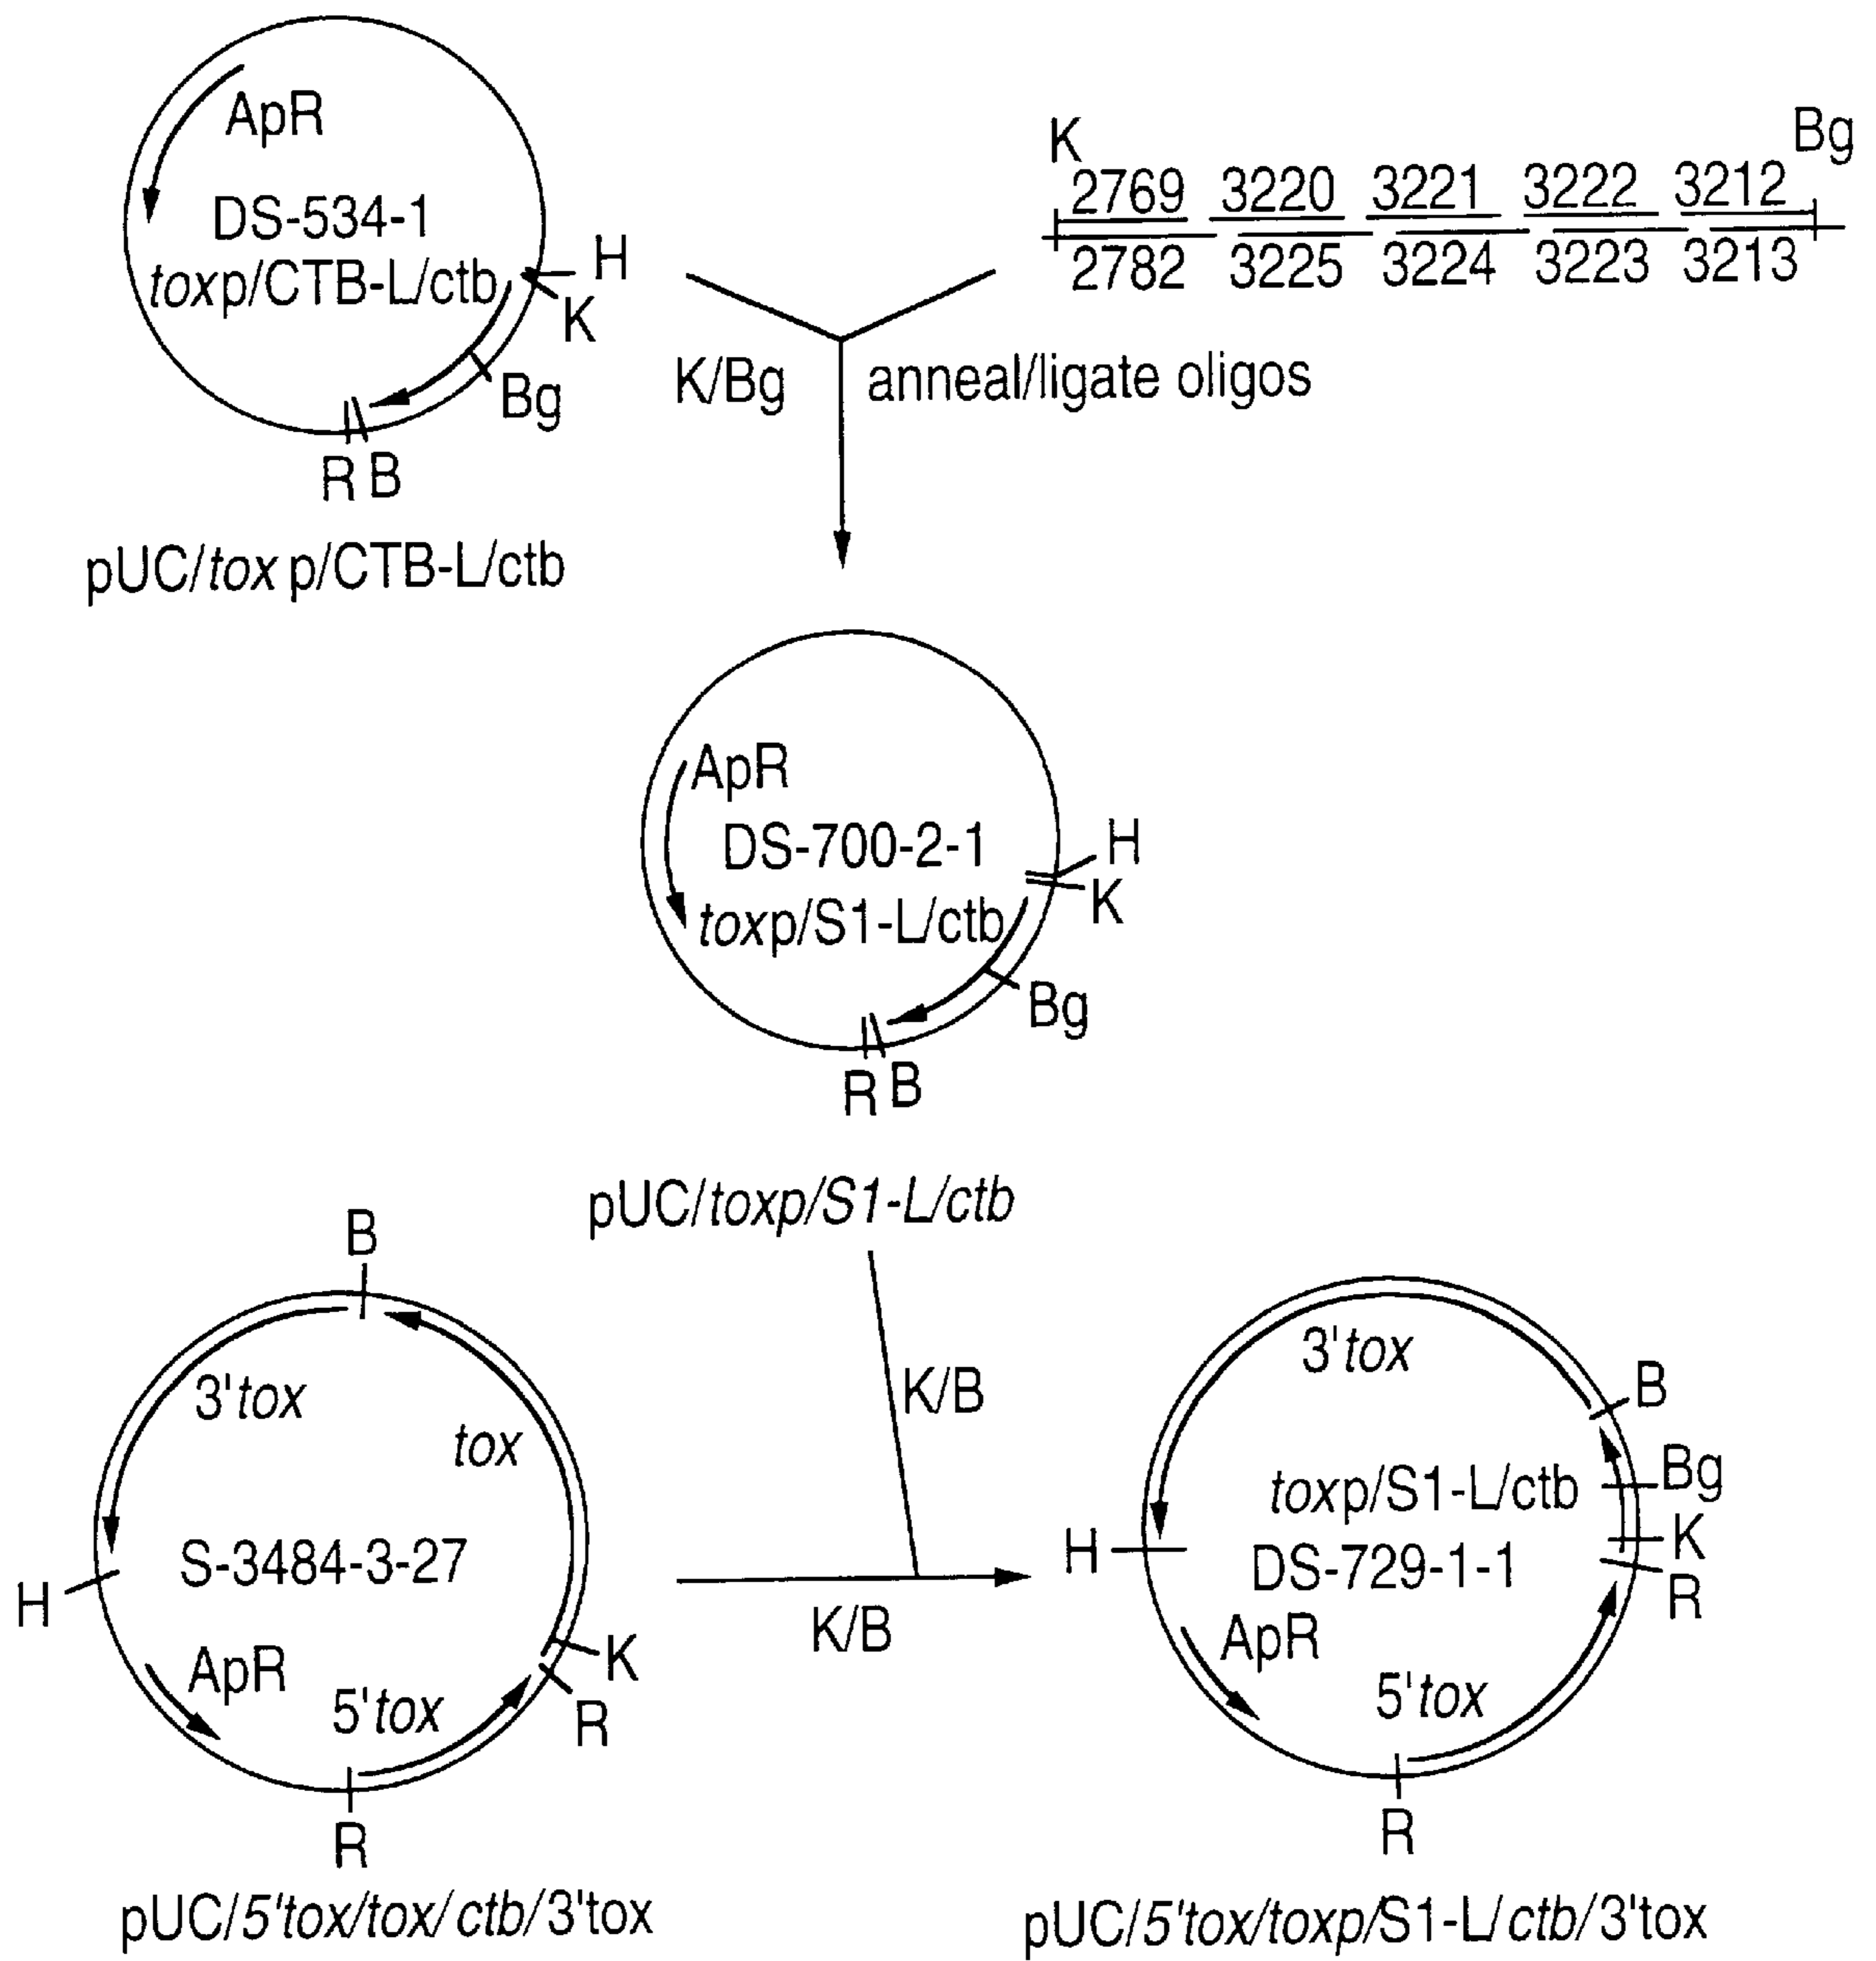 ApR
DS-534-1
toxp/CTB-L/ctb
H
K
Bg
R B
pUC/tox p/CTB-L/ctb
K
Bg
2769 3220 3221 3222 3212
2782 3225 3224 3223 3213
K/Bg
anneal/ligate oligos
ApR
DS-700-2-1
toxp/S1-L/ctb
H
K
Bg
R B
pUC/toxp/S1-L/ctb
K/B
B
3'tox
tox
S-3484-3-27
H
ApR
5'tox
K
R
R
pUC/5'tox/tox/ctb/3'tox
K/B
3'tox
B
Bg
toxp/S1-L/ctb
K
H
DS-729-1-1
R
ApR
5'tox
R
pUC/5'tox/toxp/S1-L/ctb/3'tox